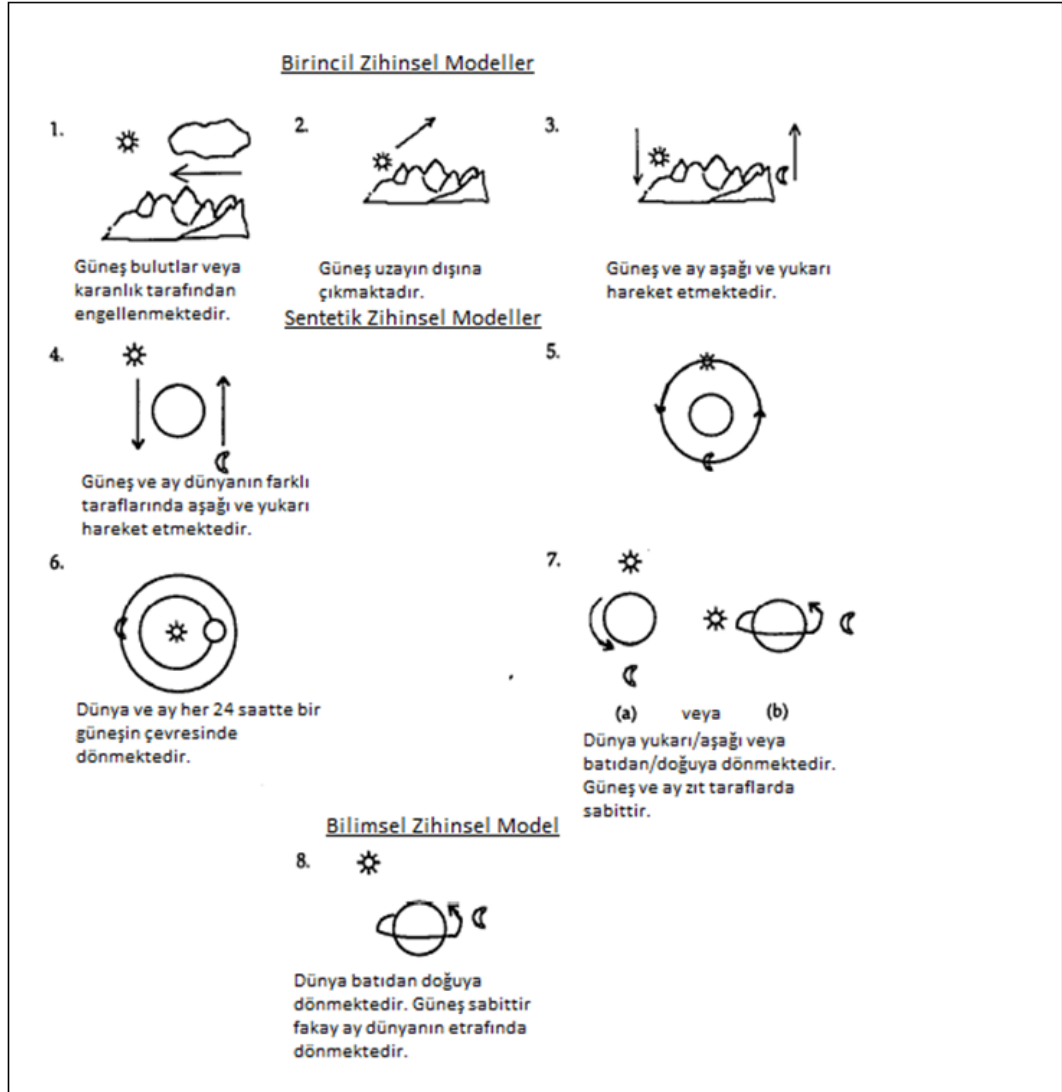 Birincil Zihinsel Modeller
1.
2.
3.
Güneş bulutlar veya
karanlık tarafından
engellenmektedir.
Güneş uzayın dışına
çıkmaktadır.
Güneş ve ay aşağı ve yukarı
hareket etmektedir.
Sentetik Zihinsel Modeller
4.
5.
Güneş ve ay dünyanın farklı
taraflarında aşağı ve yukarı
hareket etmektedir.
6.
7.
Dünya ve ay her 24 saatte bir
güneşin çevresinde
dönmektedir.
(a) veya (b)
Dünya yukarı/aşağı veya
batıdan/doğuya dönmektedir.
Güneş ve ay zıt taraflarda
sabittir.
Bilimsel Zihinsel Model
8.
Dünya batıdan doğuya
dönmektedir. Güneş sabittir
fakay ay dünyanın etrafında
dönmektedir.